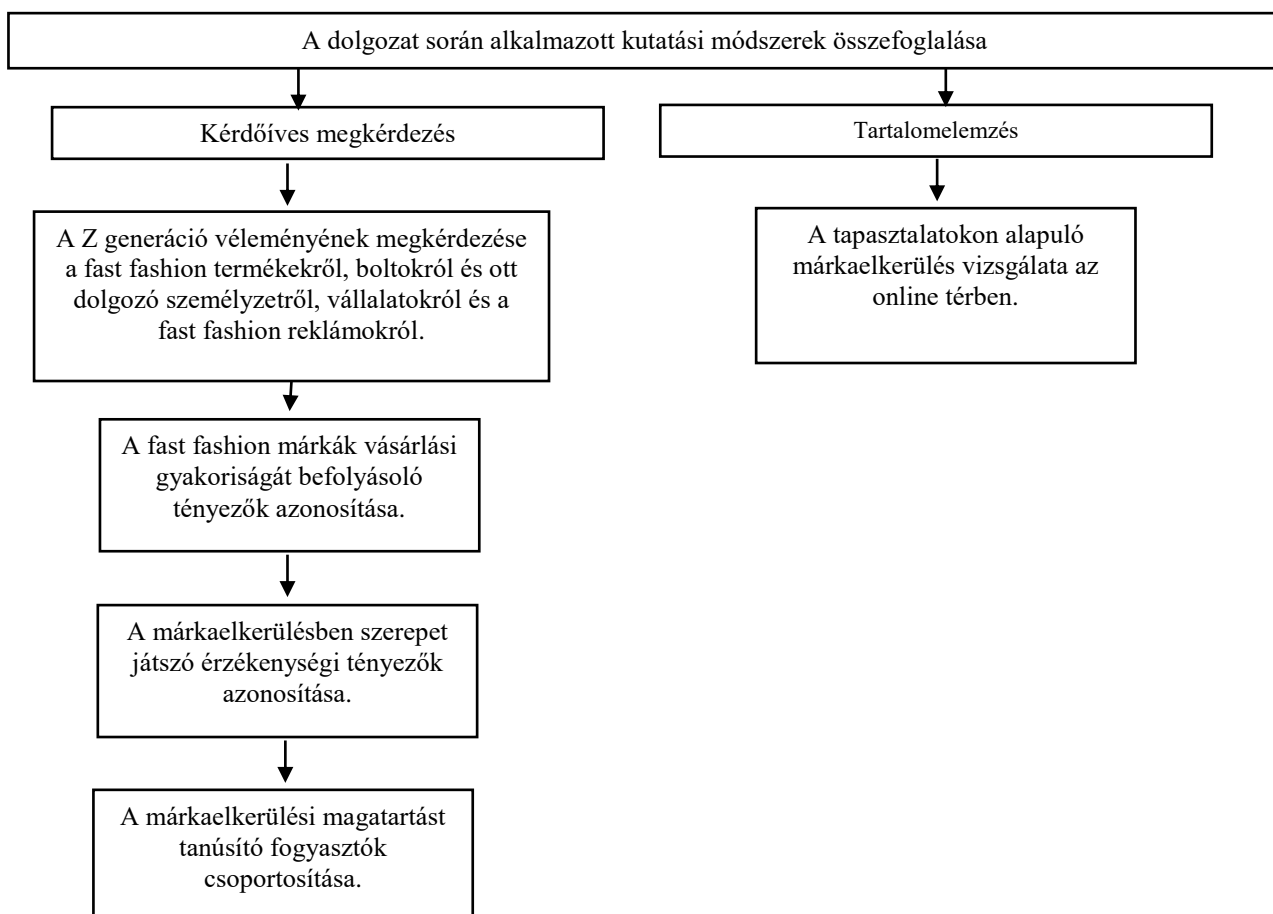 A dolgozat során alkalmazott kutatási módszerek összefoglalása
Kérdőíves megkérdezés
Tartalomelemzés
A Z generáció véleményének megkérdezése
a fast fashion termékekről, boltokról és ott
dolgozó személyzetről, vállalatokról és a
fast fashion reklámokról.
A tapasztalatokon alapuló
márkaelkerülés vizsgálata az
online térben.
A fast fashion márkák vásárlási
gyakoriságát befolyásoló
tényezők azonosítása.
A márkaelkerülésben szerepet
játszó érzékenységi tényezők
azonosítása.
A márkaelkerülési magatartást
tanúsító fogyasztók
csoportosítása.